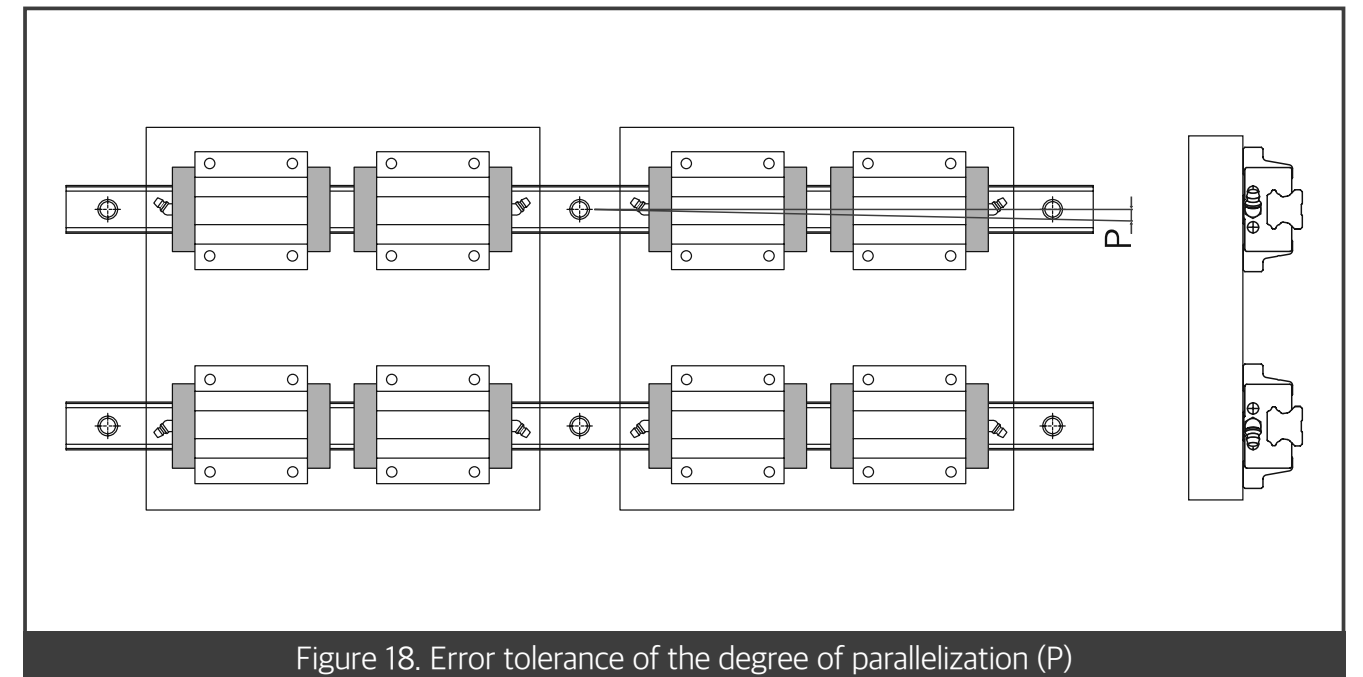 P
Figure 18. Error tolerance of the degree of parallelization (P)